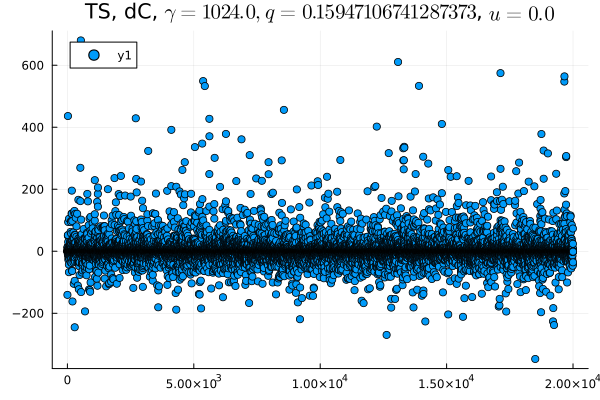 TS, dC, γ = 1024.0, q = 0.15947106741287373, u = 0.0
y1
600
400
200
0
−200
0 5.00×10³ 1.00×10⁴ 1.50×10⁴ 2.00×10⁴